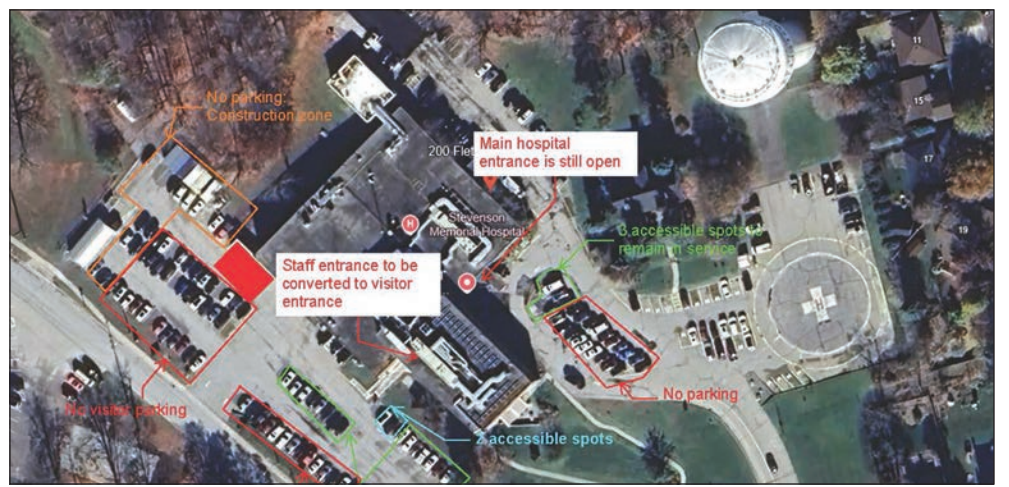 No parking:
Construction zone
11
15
17
19
200 Fle
Main hospital
entrance is still open
Stevenson
Memorial Hospital
H
3 accessible spots to
remain in service
Staff entrance to be
converted to visitor
entrance
H
No parking
No visitor parking
2 accessible spots